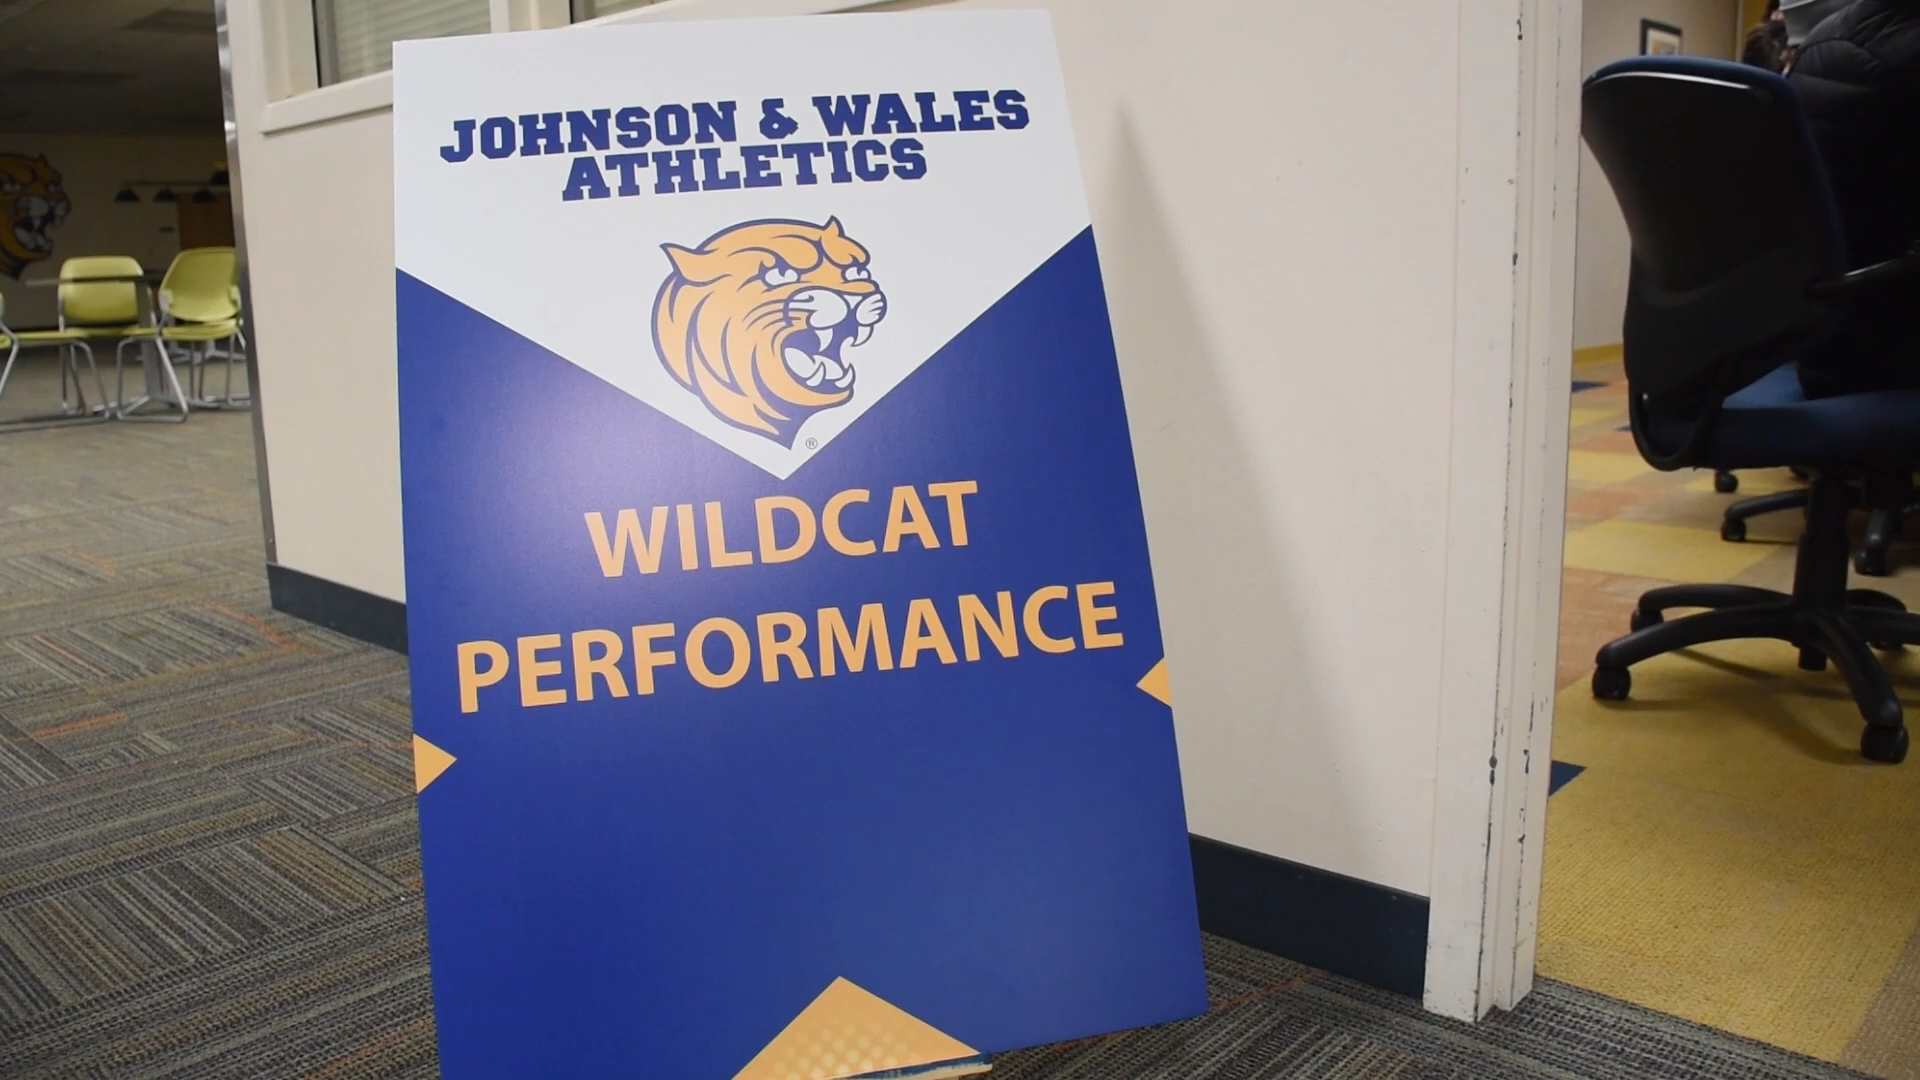 JOHNSON & WALES
ATHLETICS
®
WILDCAT
PERFORMANCE